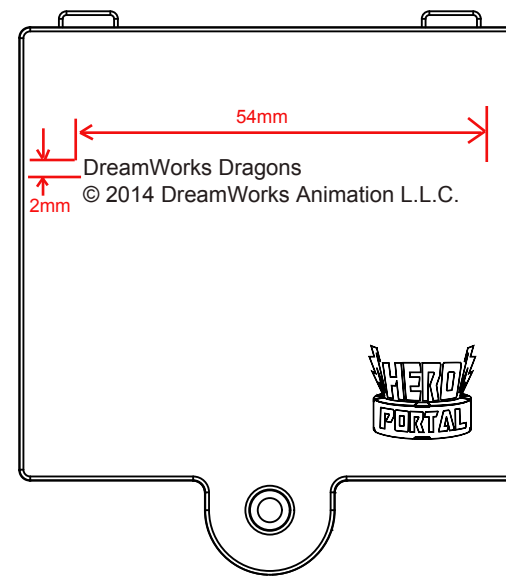 54mm
DreamWorks Dragons
2mm
© 2014 DreamWorks Animation L.L.C.
HERO
PORTAL